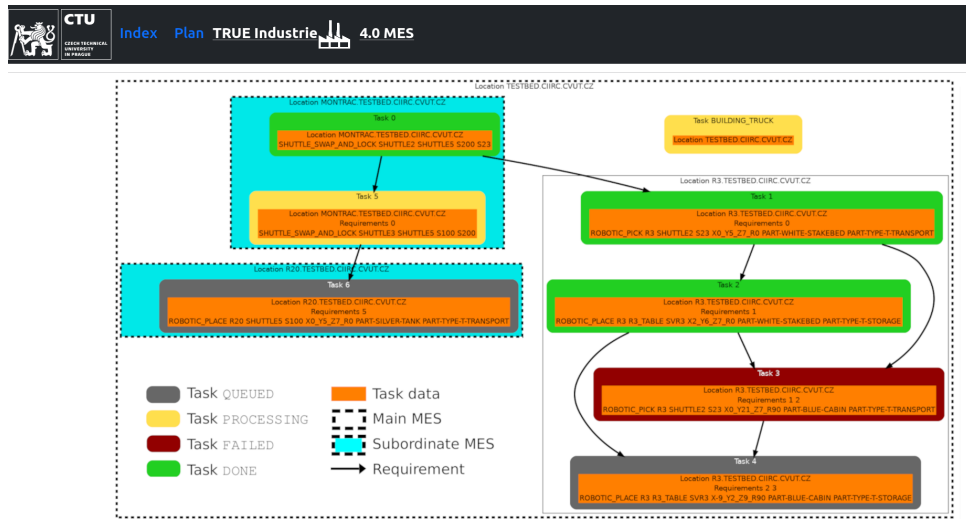 CTU
CZECH TECHNICAL
UNIVERSITY
IN PRAGUE
Index Plan TRUE Industrie 4.0 MES
Location TESTBED.CIIRC.CVUT.CZ
Location MONTRAC.TESTBED.CIIRC.CVUT.CZ
Task 0
Location MONTRAC.TESTBED.CIIRC.CVUT.CZ
SHUTTLE_SWAP_AND_LOCK SHUTTLE2 SHUTTLE5 S200 S23
Task BUILDING_TRUCK
Location TESTBED.CIIRC.CVUT.CZ
Task 5
Location MONTRAC.TESTBED.CIIRC.CVUT.CZ
Requirements 0
SHUTTLE_SWAP_AND_LOCK SHUTTLE3 SHUTTLE5 S100 S200
Location R3.TESTBED.CIIRC.CVUT.CZ
Task 1
Location R3.TESTBED.CIIRC.CVUT.CZ
Requirements 0
ROBOTIC_PICK R3 SHUTTLE2 S23 X0_Y5_Z7_R0 PART-WHITE-STAKEBED PART-TYPE-T-TRANSPORT
Location R20.TESTBED.CIIRC.CVUT.CZ
Task 6
Location R20.TESTBED.CIIRC.CVUT.CZ
Requirements 5
ROBOTIC_PLACE R20 SHUTTLE5 S100 X0_Y5_Z7_R0 PART-SILVER-TANK PART-TYPE-T-TRANSPORT
Task 2
Location R3.TESTBED.CIIRC.CVUT.CZ
Requirements 1
ROBOTIC_PLACE R3 R3_TABLE SVR3 X2_Y6_Z7_R0 PART-WHITE-STAKEBED PART-TYPE-T-STORAGE
Task 3
Location R3.TESTBED.CIIRC.CVUT.CZ
Requirements 1 2
ROBOTIC_PICK R3 SHUTTLE2 S23 X0_Y21_Z7_R90 PART-BLUE-CABIN PART-TYPE-T-TRANSPORT
Task 4
Location R3.TESTBED.CIIRC.CVUT.CZ
Requirements 2 3
ROBOTIC_PLACE R3 R3_TABLE SVR3 X-9_Y2_Z9_R90 PART-BLUE-CABIN PART-TYPE-T-STORAGE
Task QUEUED
Task PROCESSING
Task FAILED
Task DONE
Task data
Main MES
Subordinate MES
Requirement